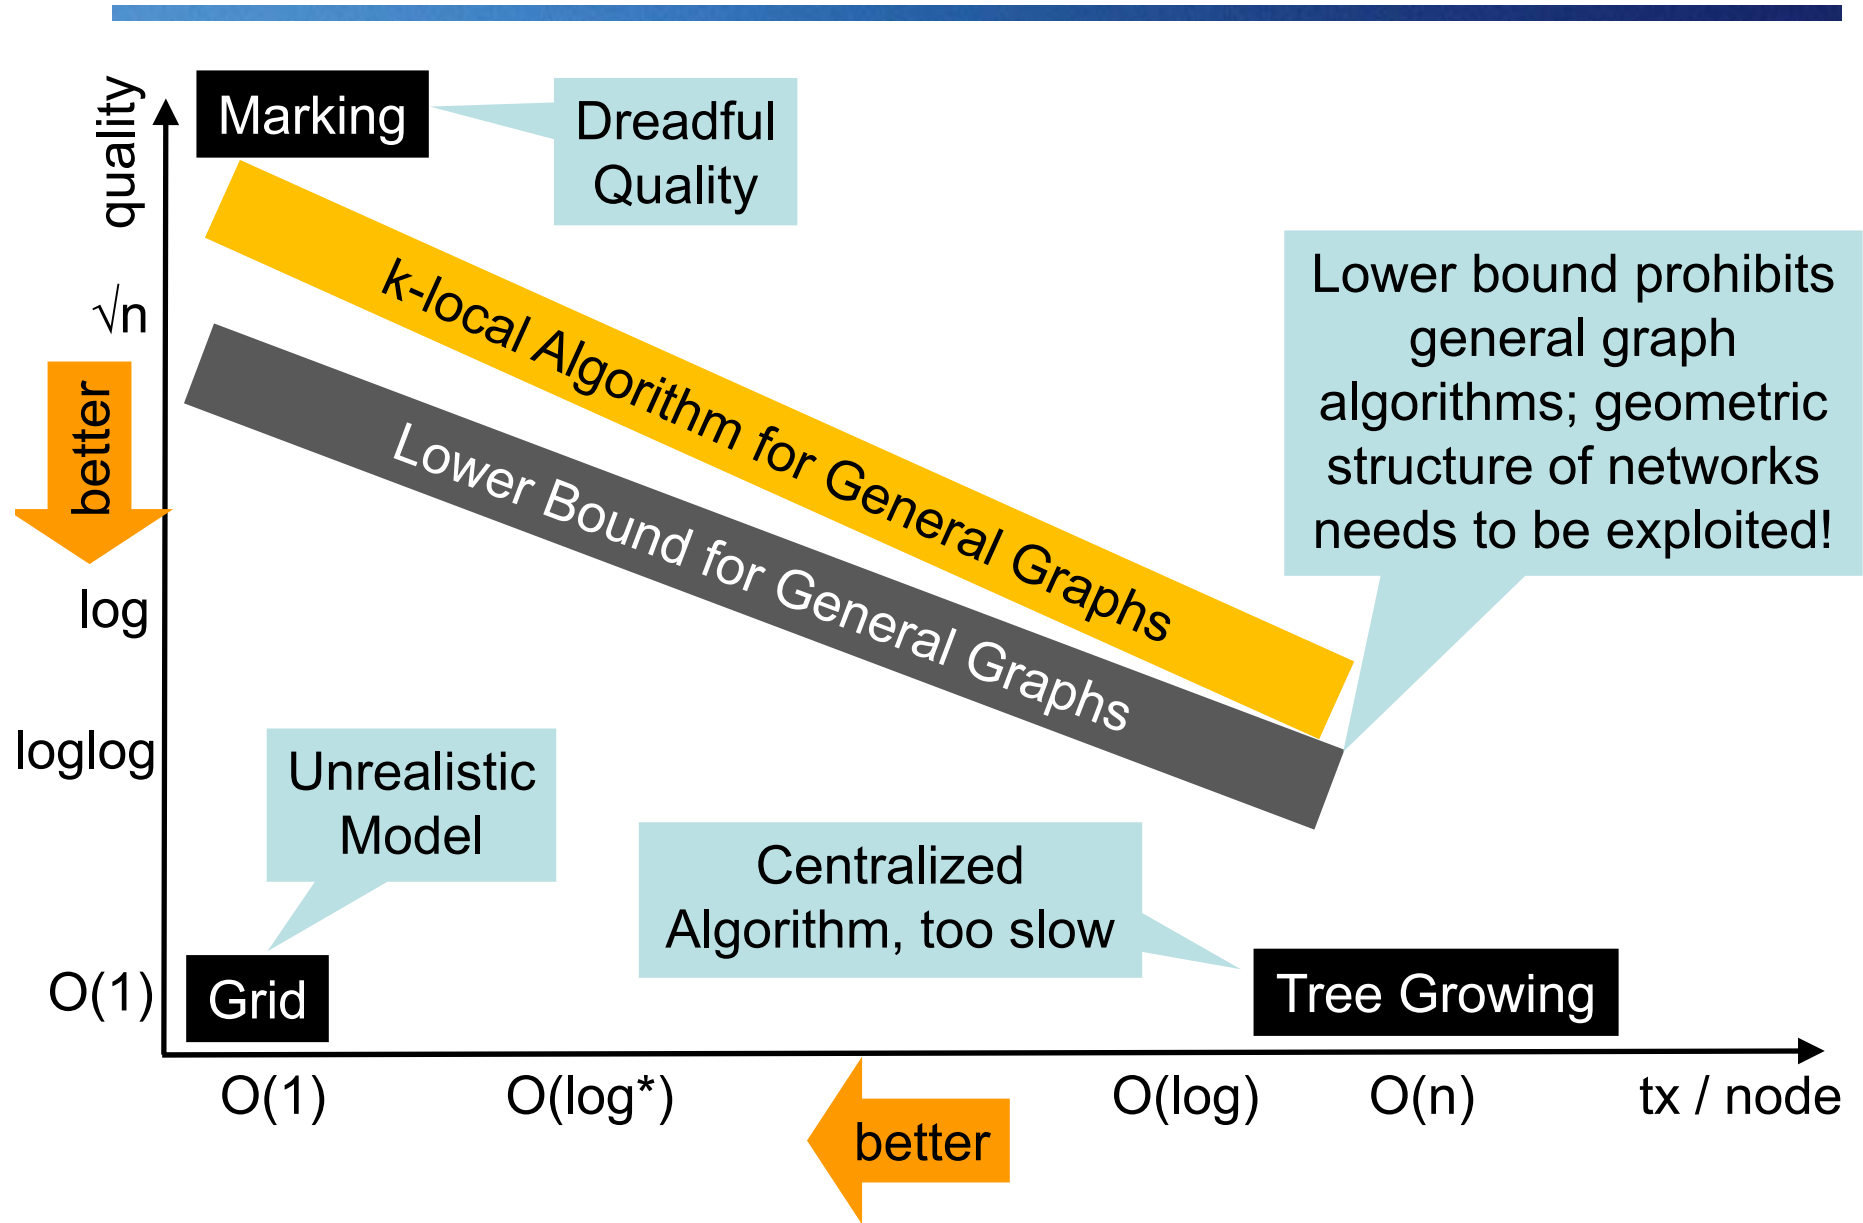 quality
Marking
Dreadful
Quality
k-local Algorithm for General Graphs
√n
Lower bound prohibits
general graph
algorithms; geometric
structure of networks
needs to be exploited!
better
Lower Bound for General Graphs
log
loglog
Unrealistic
Model
Centralized
Algorithm, too slow
O(1)
Grid
Tree Growing
O(1)
O(log*)
O(log)
O(n)
tx / node
better